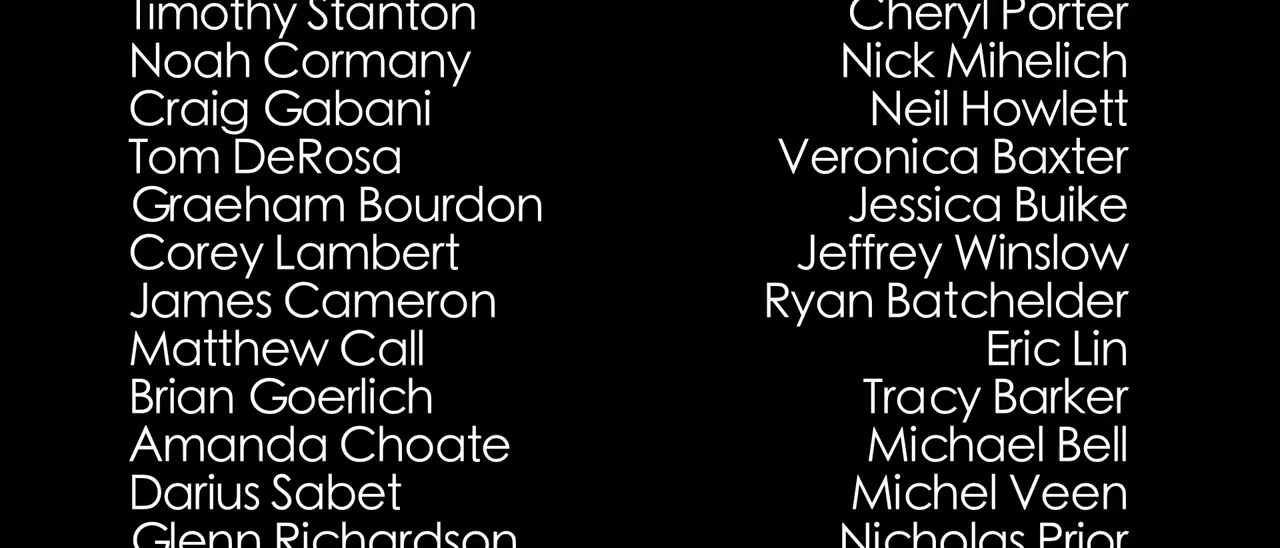 Timothy Stanton Cheryl Porter
Noah Cormany Nick Mihelich
Craig Gabani Neil Howlett
Tom DeRosa Veronica Baxter
Graeham Bourdon Jessica Buike
Corey Lambert Jeffrey Winslow
James Cameron Ryan Batchelder
Matthew Call Eric Lin
Brian Goerlich Tracy Barker
Amanda Choate Michael Bell
Darius Sabet Michel Veen
Glenn Richardson Nicholas Prior